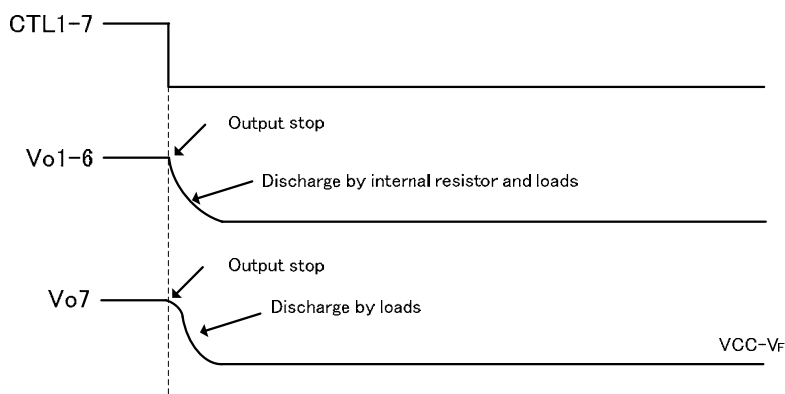 CTL1-7
Output stop
Vo1-6
Discharge by internal resistor and loads
Output stop
Vo7
Discharge by loads
VCC-VF